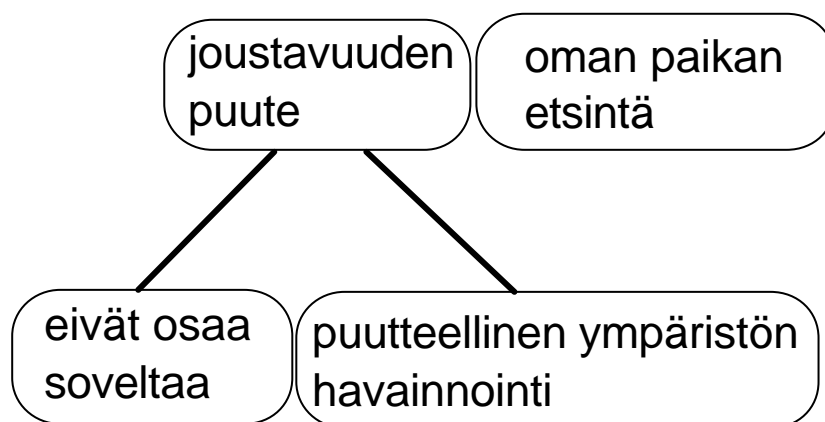 joustavuuden
puute
oman paikan
etsintä
eivät osaa
soveltaa
puutteellinen ympäristön
havainnointi